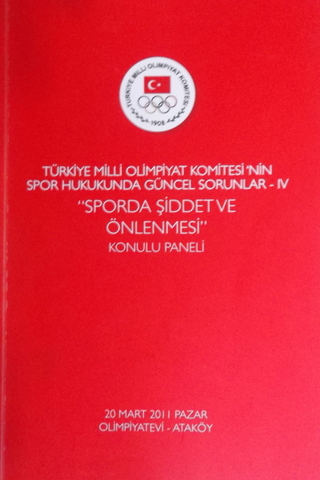 TÜRKİYE MİLLİ OLİMPİYAT KOMİTESİ
1908
TÜRKİYE MİLLİ OLİMPİYAT KOMİTESİ'NİN
SPOR HUKUKUNDA GÜNCEL SORUNLAR - IV
"SPORDA ŞİDDET VE
ÖNLENMESİ"
KONULU PANELİ
20 MART 2011 PAZAR
OLİMPİYATEVİ - ATAKÖY